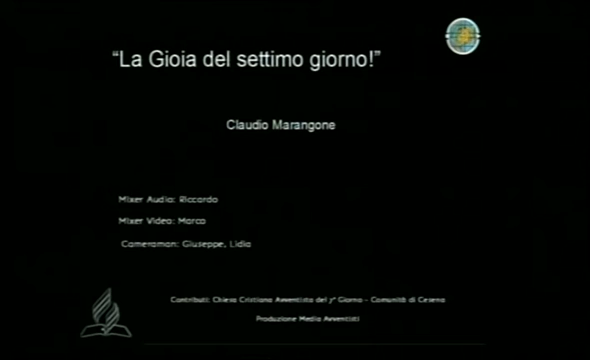 “La Gioia del settimo giorno!”
Claudio Marangone
Mixer Audio: Riccardo
Mixer Video: Marco
Cameraman: Giuseppe, Lidia
Contributi: Chiesa Cristiana Avventista del 7° Giorno - Comunità di Cesena
Produzione Media Avventisti